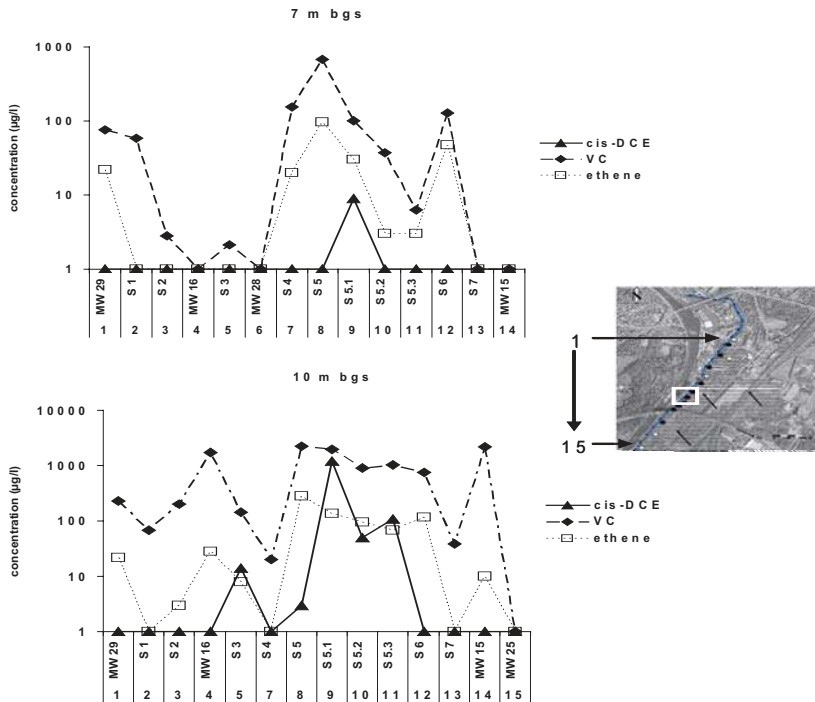 7 m bgs
concentration (µg/l)
1000
100
10
1
MW 29 S 1 S 2 MW 16 S 3 MW 28 S 4 S 5 S 5.1 S 5.2 S 5.3 S 6 S 7 MW 15
1 2 3 4 5 6 7 8 9 10 11 12 13 14
cis-DCE
VC
ethene
1
15
10 m bgs
concentration (µg/l)
10000
1000
100
10
1
MW 29 S 1 S 2 MW 16 S 3 S 4 S 5 S 5.1 S 5.2 S 5.3 S 6 S 7 MW 15 MW 25
1 2 3 4 5 7 8 9 10 11 12 13 14 15
cis-DCE
VC
ethene